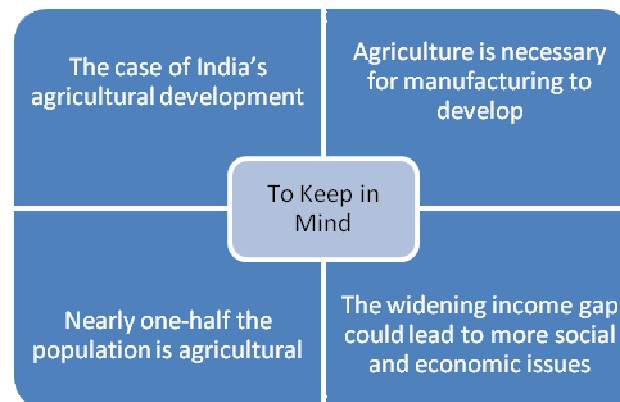 The case of India's
agricultural development
Agriculture is necessary
for manufacturing to
develop
To Keep in
Mind
Nearly one-half the
population is agricultural
The widening income gap
could lead to more social
and economic issues